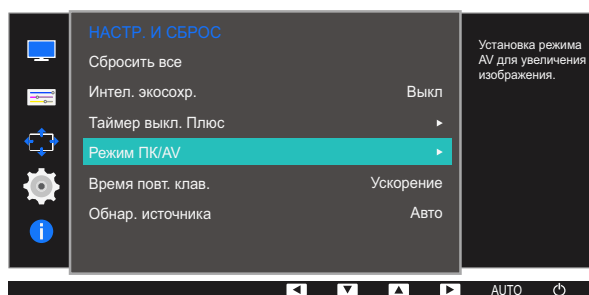 НАСТР. И СБРОС
Сбросить все
Интел. экосохр. Выкл
Таймер выкл. Плюс
Режим ПК/AV
Время повт. клав. Ускорение
Обнар. источника Авто
Установка режима
AV для увеличения
изображения.
AUTO